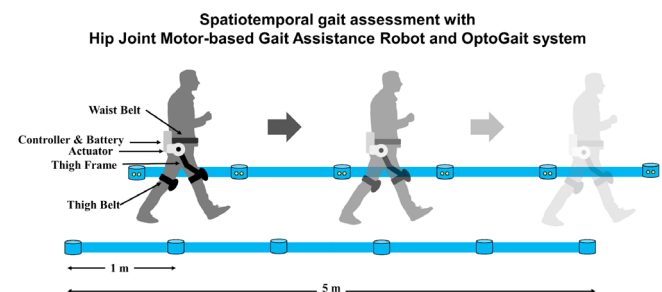 Spatiotemporal gait assessment with
Hip Joint Motor-based Gait Assistance Robot and OptoGait system
Waist Belt
Controller & Battery
Actuator
Thigh Frame
Thigh Belt
1 m
5 m